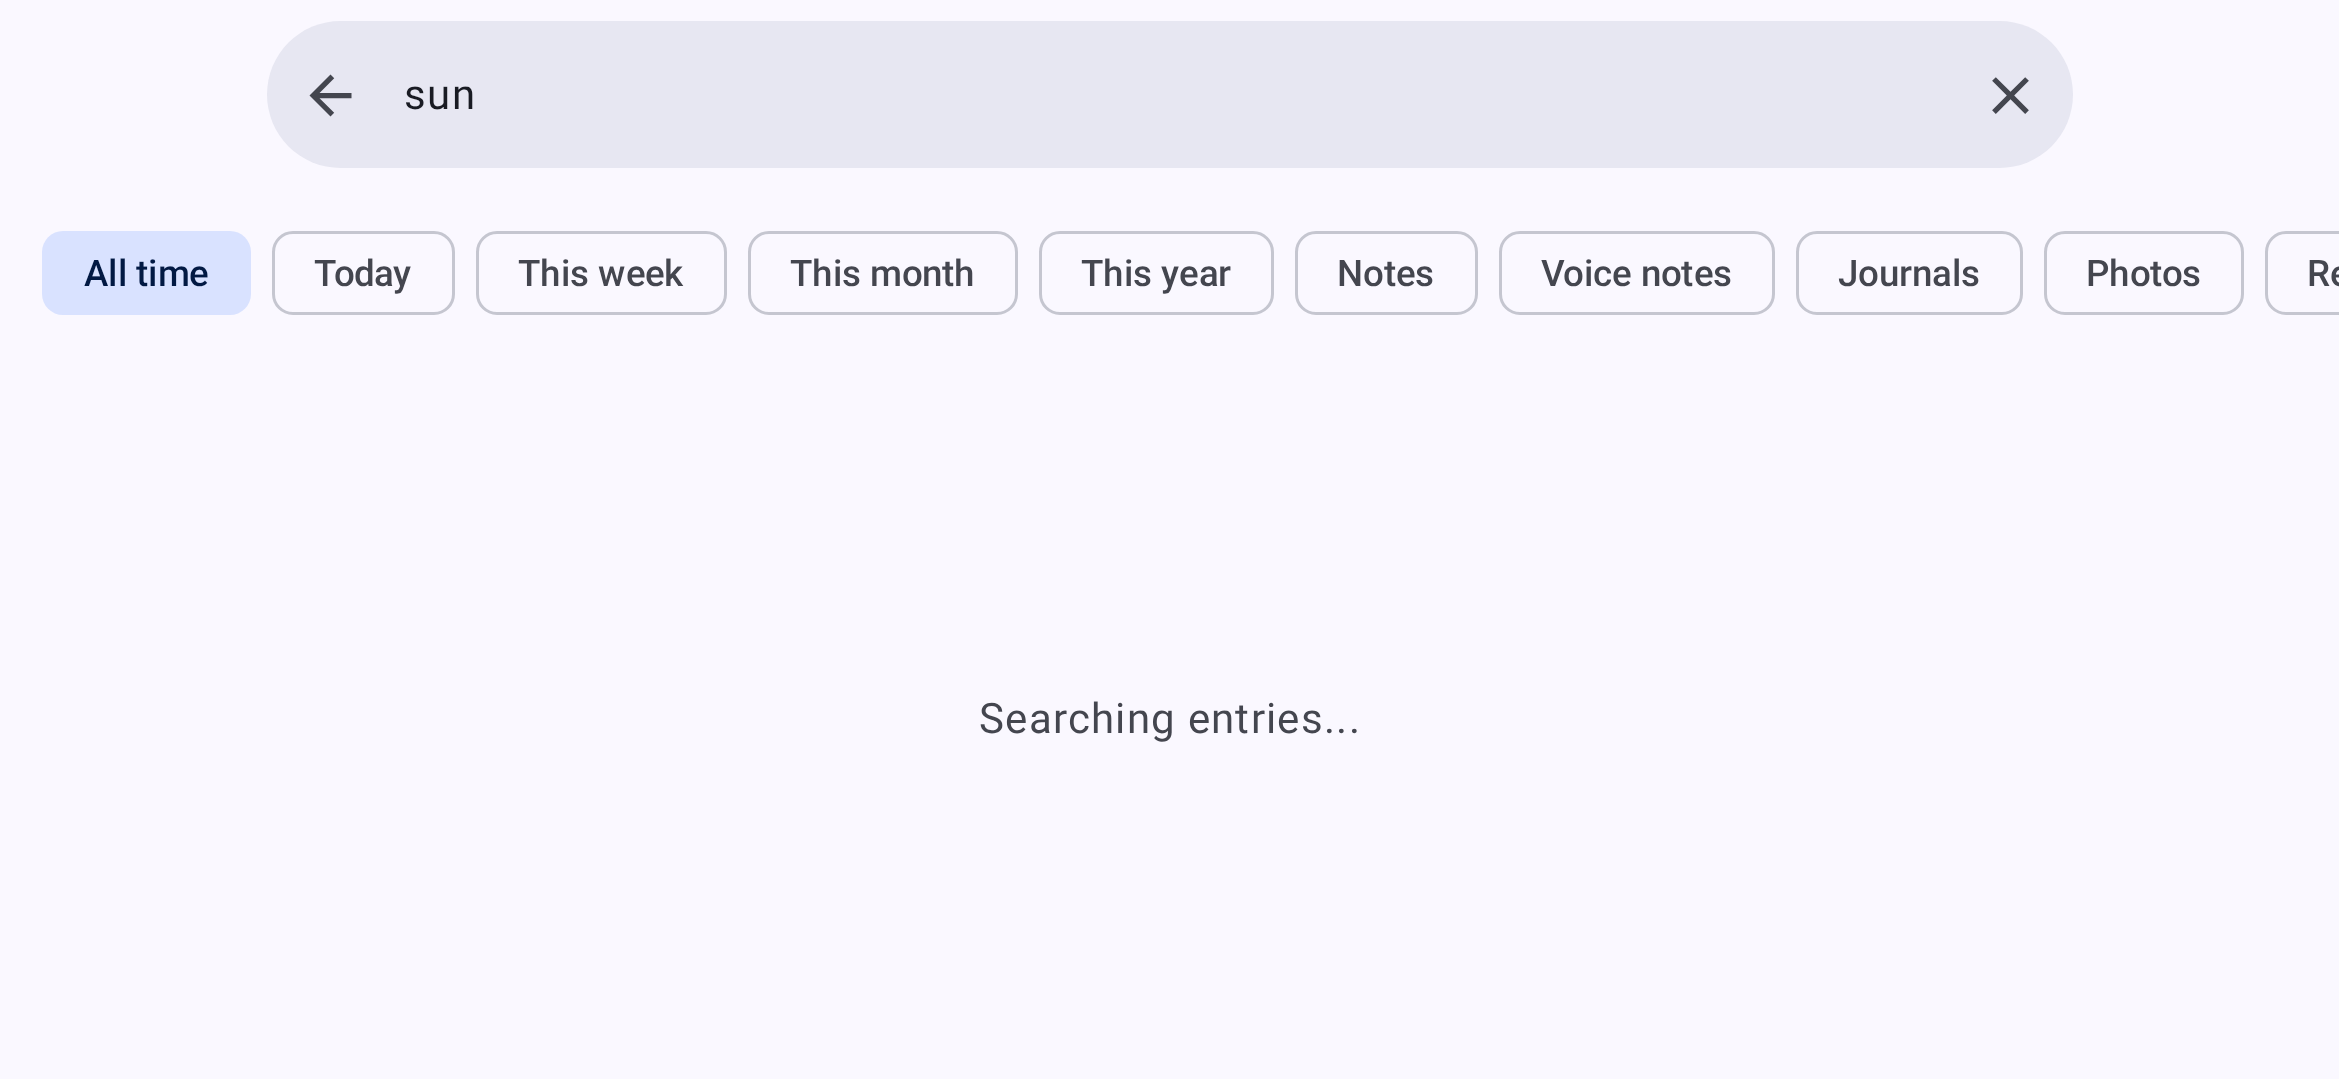 sun
All time Today This week This month This year Notes Voice notes Journals Photos
Searching entries...